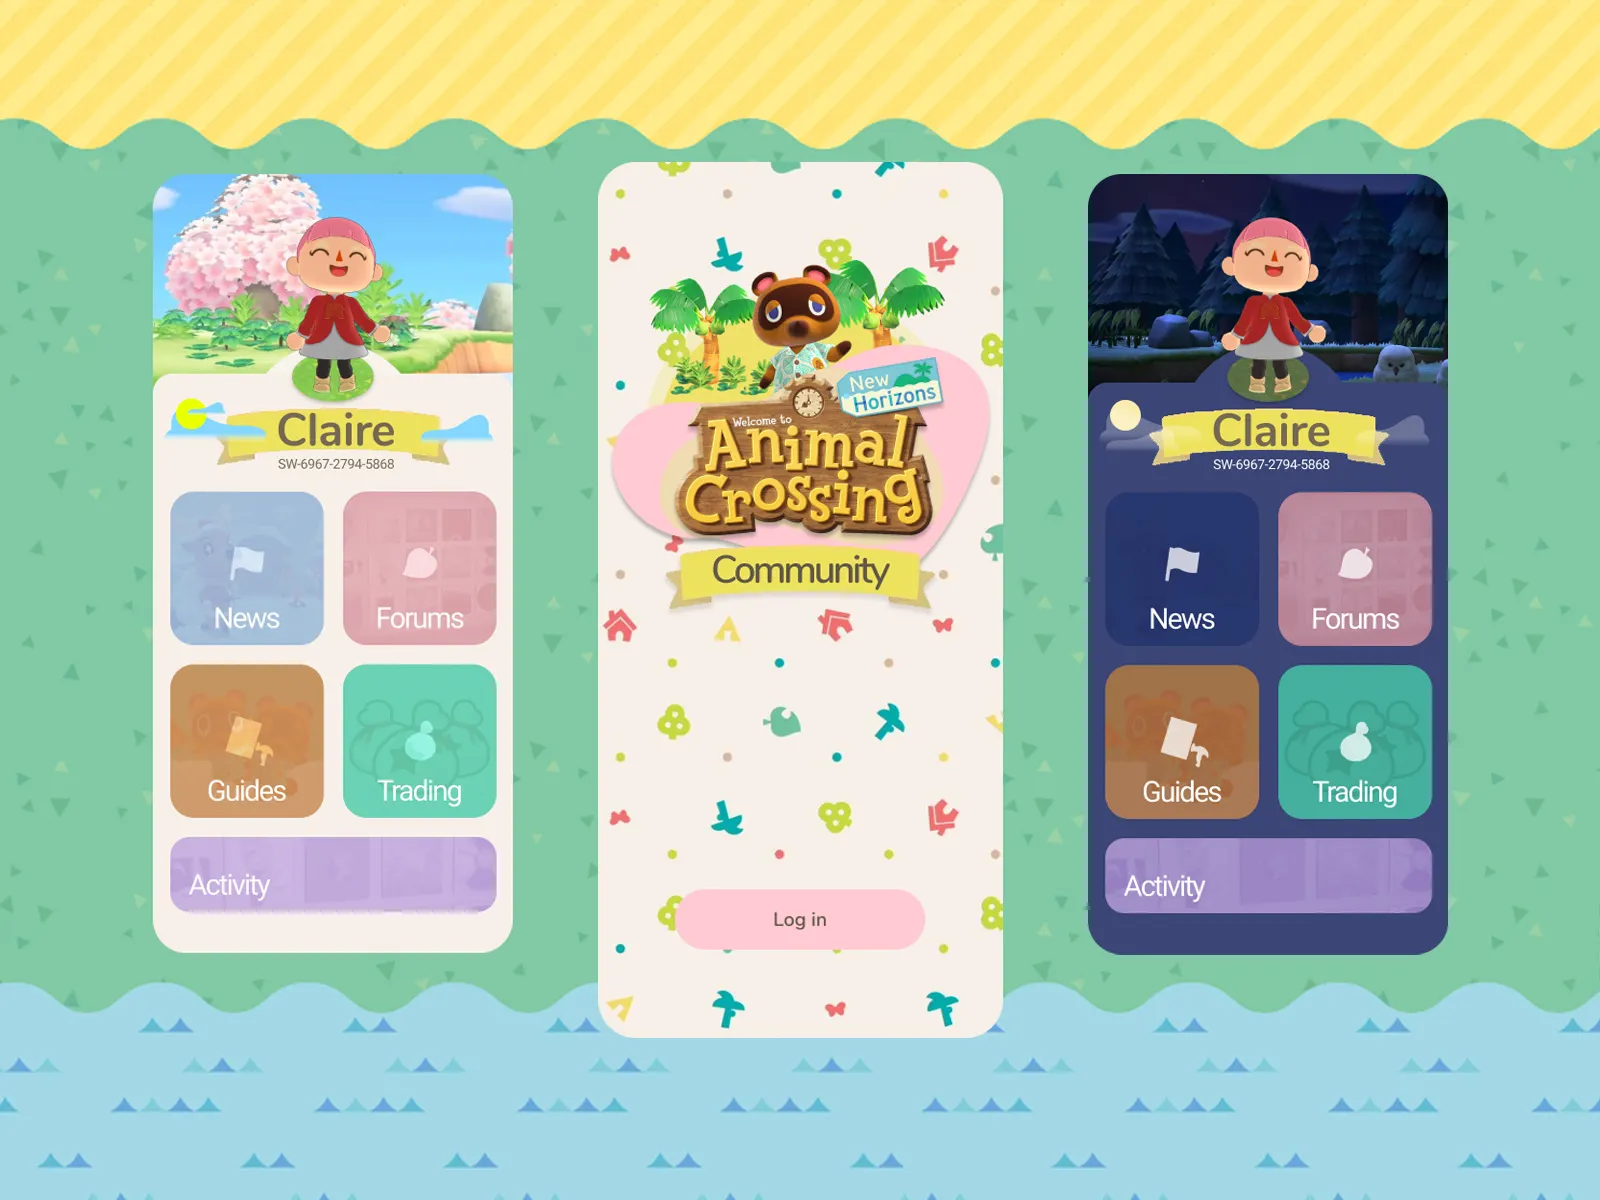 Claire
SW-6967-2794-5868
News
Forums
Guides
Trading
Activity
New
Horizons
Welcome to
Animal
Crossing
Community
Log in
Claire
SW-6967-2794-5868
News
Forums
Guides
Trading
Activity